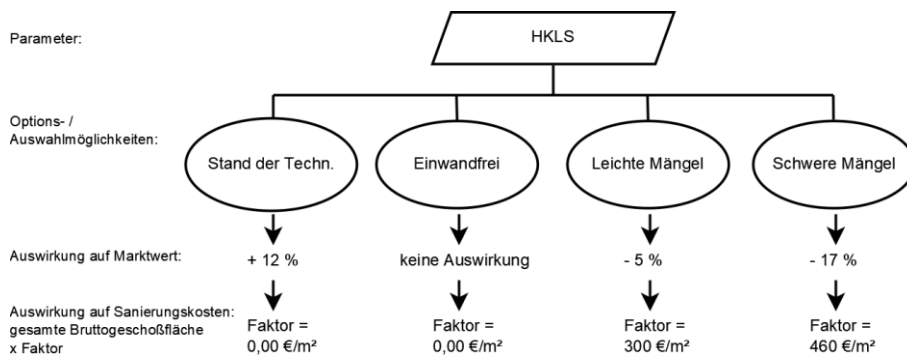 Parameter:
HKLS
Options- /
Auswahlmöglichkeiten:
Stand der Techn.
Einwandfrei
Leichte Mängel
Schwere Mängel
Auswirkung auf Marktwert:
+ 12 %
keine Auswirkung
- 5 %
- 17 %
Auswirkung auf Sanierungskosten:
gesamte Bruttogeschoßfläche
x Faktor
Faktor =
0,00 €/m²
Faktor =
0,00 €/m²
Faktor =
300 €/m²
Faktor =
460 €/m²